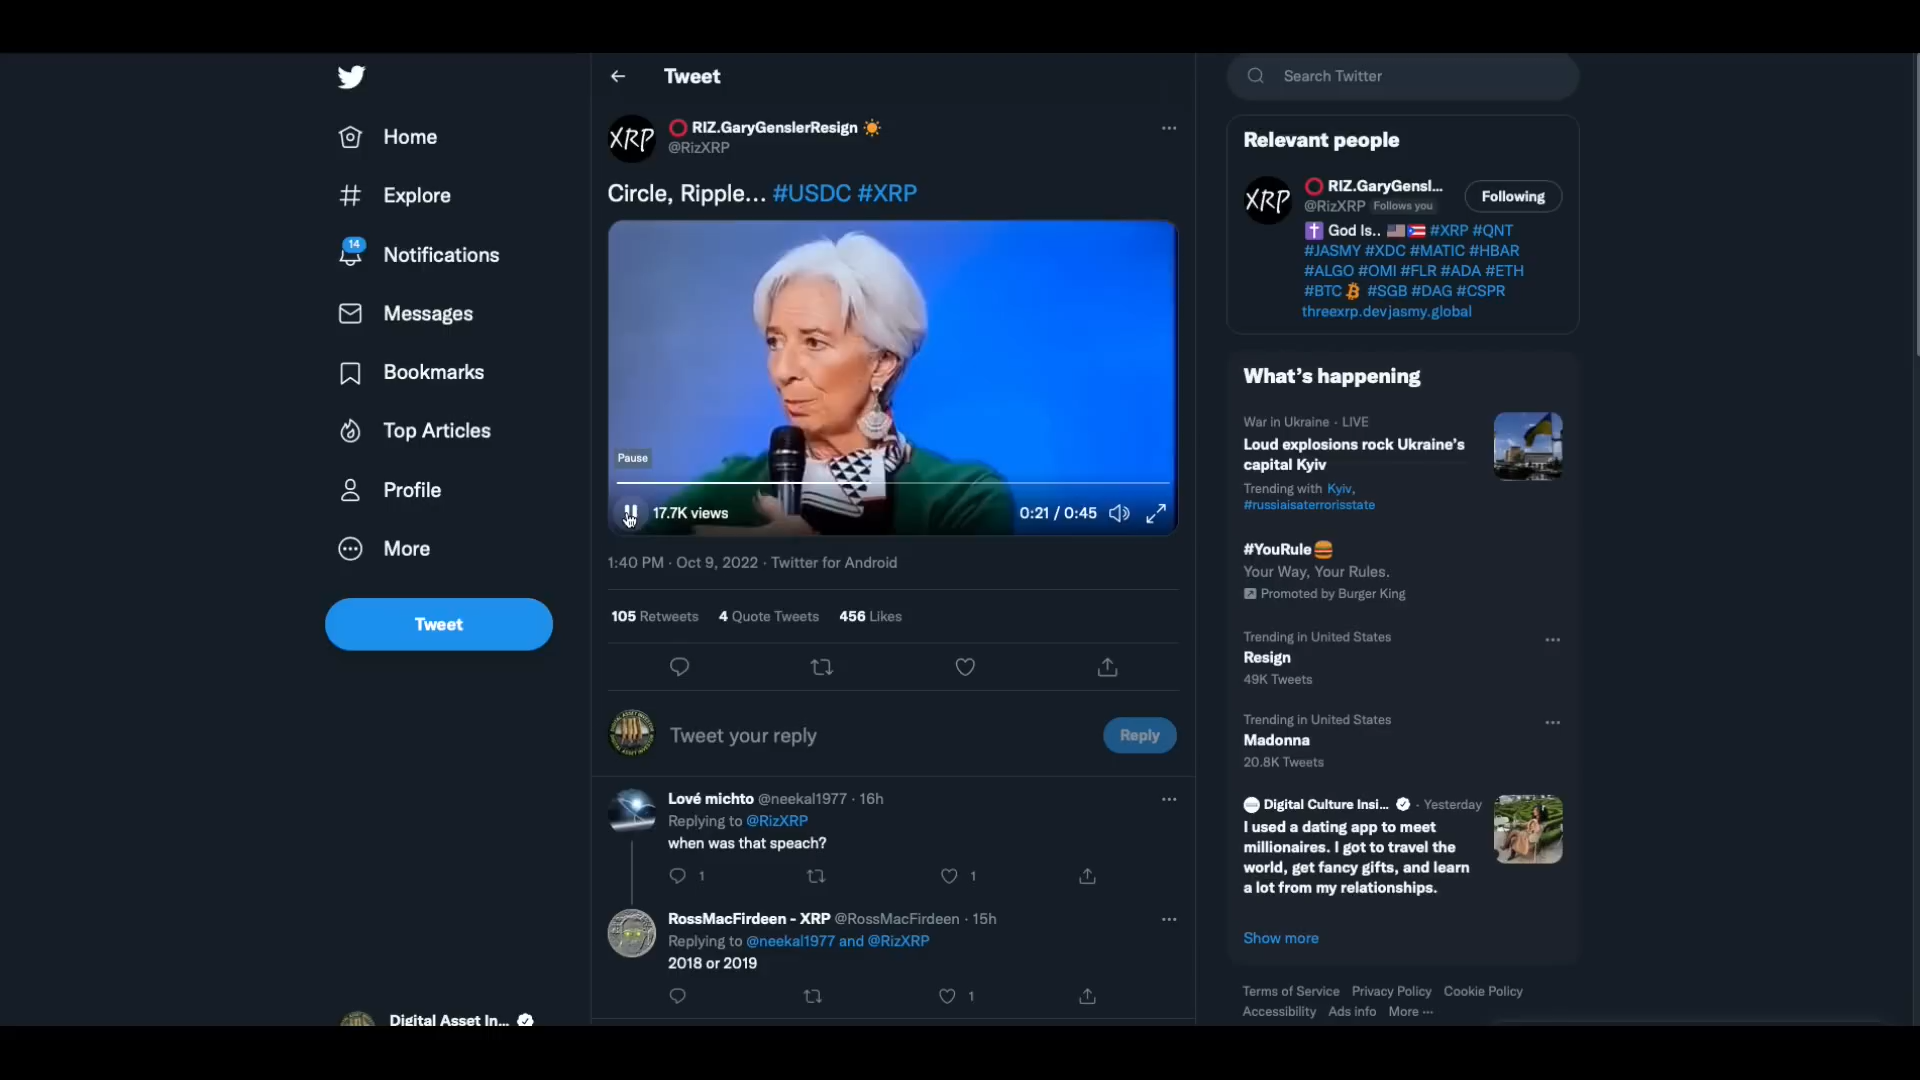 Home
Explore
14
Notifications
Messages
Bookmarks
Top Articles
Profile
More
Tweet
Digital Asset In...
Tweet
XRP
RIZ.GaryGenslerResign
@RizXRP
Circle, Ripple... #USDC #XRP
Pause
17.7K views
0:21 / 0:45
1:40 PM · Oct 9, 2022 · Twitter for Android
105 Retweets 4 Quote Tweets 456 Likes
Tweet your reply
Reply
Lové michto @neekal1977 · 16h
Replying to @RizXRP
when was that speach?
1 1
RossMacFirdeen - XRP @RossMacFirdeen · 15h
Replying to @neekal1977 and @RizXRP
2018 or 2019
1
Search Twitter
Relevant people
XRP
RIZ.GaryGensl...
@RizXRP Follows you
Following
God Is.. #XRP #QNT
#JASMY #XDC #MATIC #HBAR
#ALGO #OMI #FLR #ADA #ETH
#BTC #SGB #DAG #CSPR
threexrp.devjasmy.global
What's happening
War in Ukraine · LIVE
Loud explosions rock Ukraine's
capital Kyiv
Trending with Kyiv,
#russiaisaterrorisstate
#YouRule
Your Way, Your Rules.
Promoted by Burger King
Trending in United States
Resign
49K Tweets
Trending in United States
Madonna
20.8K Tweets
Digital Culture Insi... · Yesterday
I used a dating app to meet
millionaires. I got to travel the
world, get fancy gifts, and learn
a lot from my relationships.
Show more
Terms of Service Privacy Policy Cookie Policy
Accessibility Ads info More ...